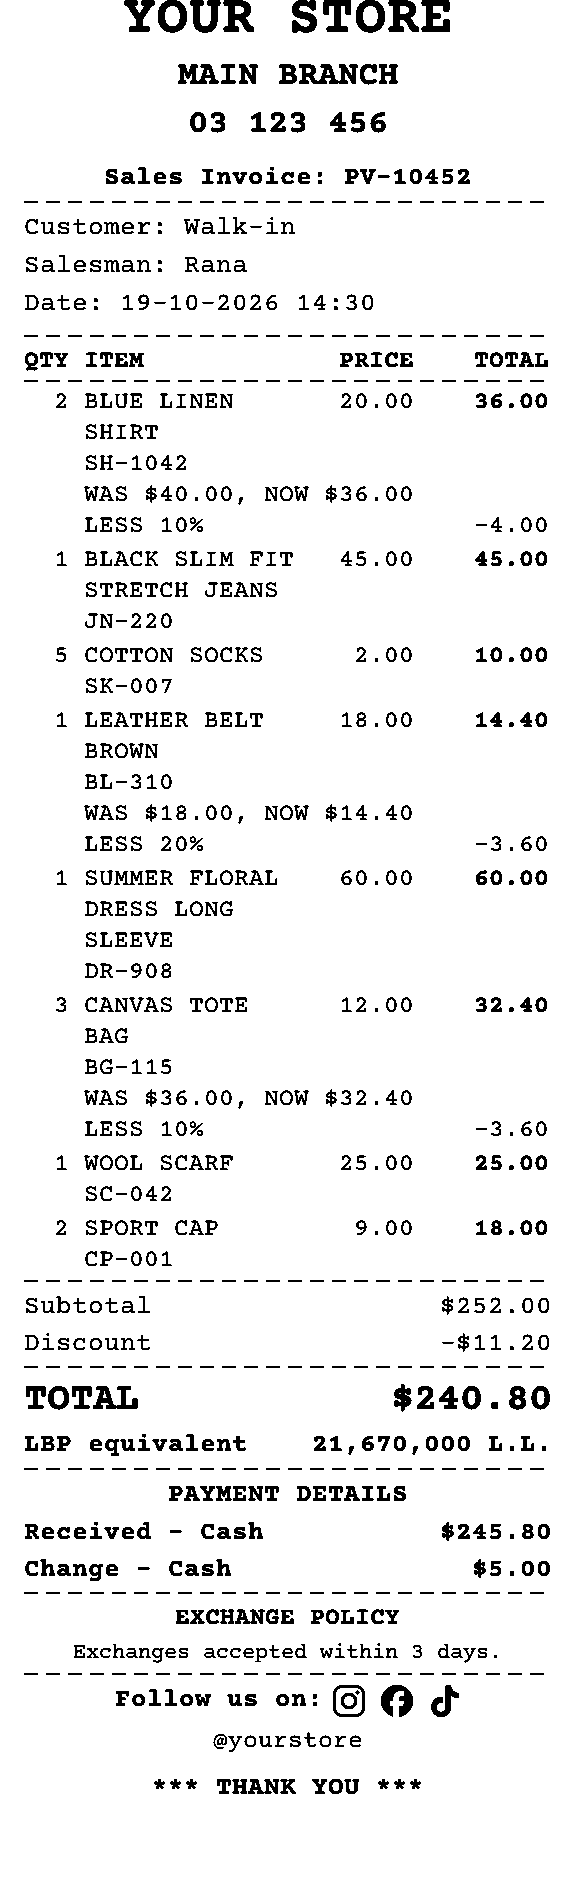 YOUR STORE
MAIN BRANCH
03 123 456
Sales Invoice: PV-10452
Customer: Walk-in
Salesman: Rana
Date: 19-10-2026 14:30
QTY ITEM PRICE TOTAL
2 BLUE LINEN 20.00 36.00
SHIRT
SH-1042
WAS $40.00, NOW $36.00
LESS 10% -4.00
1 BLACK SLIM FIT 45.00 45.00
STRETCH JEANS
JN-220
5 COTTON SOCKS 2.00 10.00
SK-007
1 LEATHER BELT 18.00 14.40
BROWN
BL-310
WAS $18.00, NOW $14.40
LESS 20% -3.60
1 SUMMER FLORAL 60.00 60.00
DRESS LONG
SLEEVE
DR-908
3 CANVAS TOTE 12.00 32.40
BAG
BG-115
WAS $36.00, NOW $32.40
LESS 10% -3.60
1 WOOL SCARF 25.00 25.00
SC-042
2 SPORT CAP 9.00 18.00
CP-001
Subtotal $252.00
Discount -$11.20
TOTAL $240.80
LBP equivalent 21,670,000 L.L.
PAYMENT DETAILS
Received - Cash $245.80
Change - Cash $5.00
EXCHANGE POLICY
Exchanges accepted within 3 days.
Follow us on:
@yourstore
*** THANK YOU ***